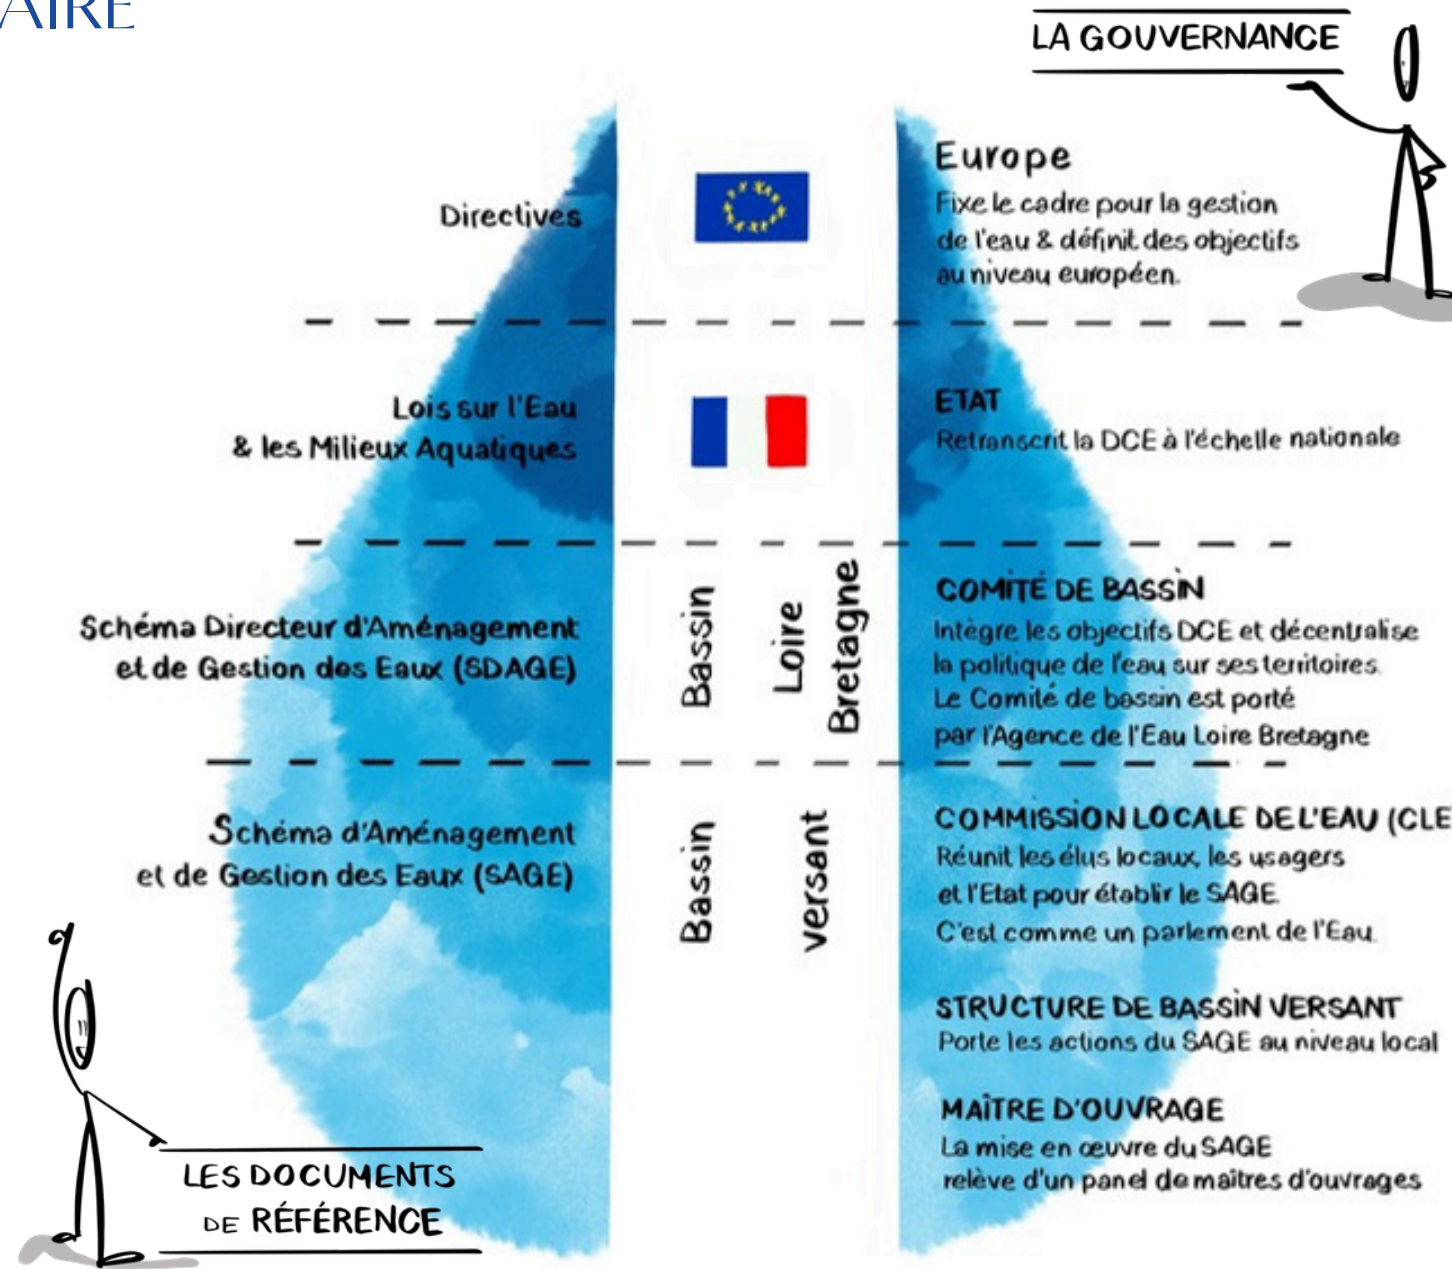 AIRE
LA GOUVERNANCE
Directives
Europe
Fixe le cadre pour la gestion
de l'eau & définit des objectifs
au niveau européen.
Lois sur l'Eau
& les Milieux Aquatiques
ETAT
Retranscrit la DCE à l'échelle nationale
Schéma Directeur d'Aménagement
et de Gestion des Eaux (SDAGE)
Bassin
Loire
Bretagne
COMITÉ DE BASSIN
Intègre les objectifs DCE et décentralise
la politique de l'eau sur ses territoires.
Le Comité de bassin est porté
par l'Agence de l'Eau Loire Bretagne
Schéma d'Aménagement
et de Gestion des Eaux (SAGE)
Bassin
versant
COMMISSION LOCALE DE L'EAU (CLE
Réunit les élus locaux, les usagers
et l'Etat pour établir le SAGE.
C'est comme un parlement de l'Eau.
STRUCTURE DE BASSIN VERSANT
Porte les actions du SAGE au niveau local
MAÎTRE D'OUVRAGE
La mise en œuvre du SAGE
relève d'un panel de maîtres d'ouvrages
LES DOCUMENTS
DE RÉFÉRENCE